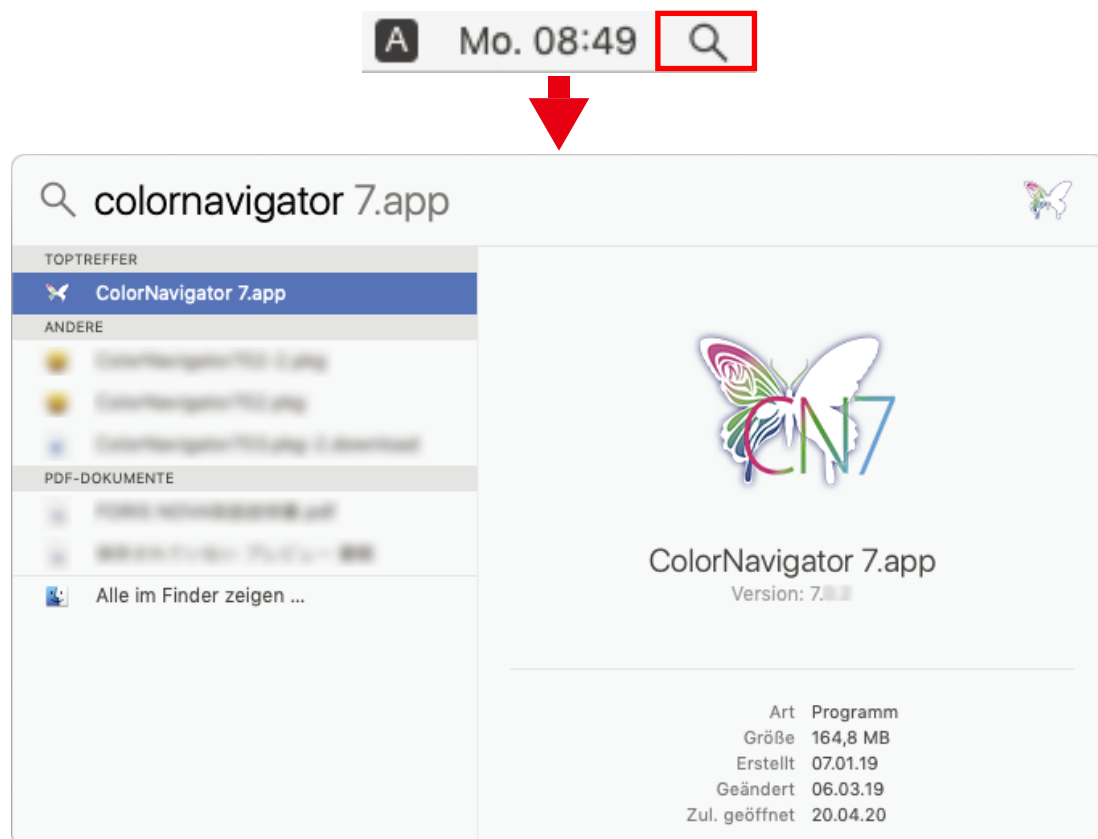 A Mo. 08:49
colornavigator 7.app
TOPTREFFER
ColorNavigator 7.app
ANDERE
PDF-DOKUMENTE
Alle im Finder zeigen ...
CN7
ColorNavigator 7.app
Version: 7.
Art Programm
Größe 164,8 MB
Erstellt 07.01.19
Geändert 06.03.19
Zul. geöffnet 20.04.20